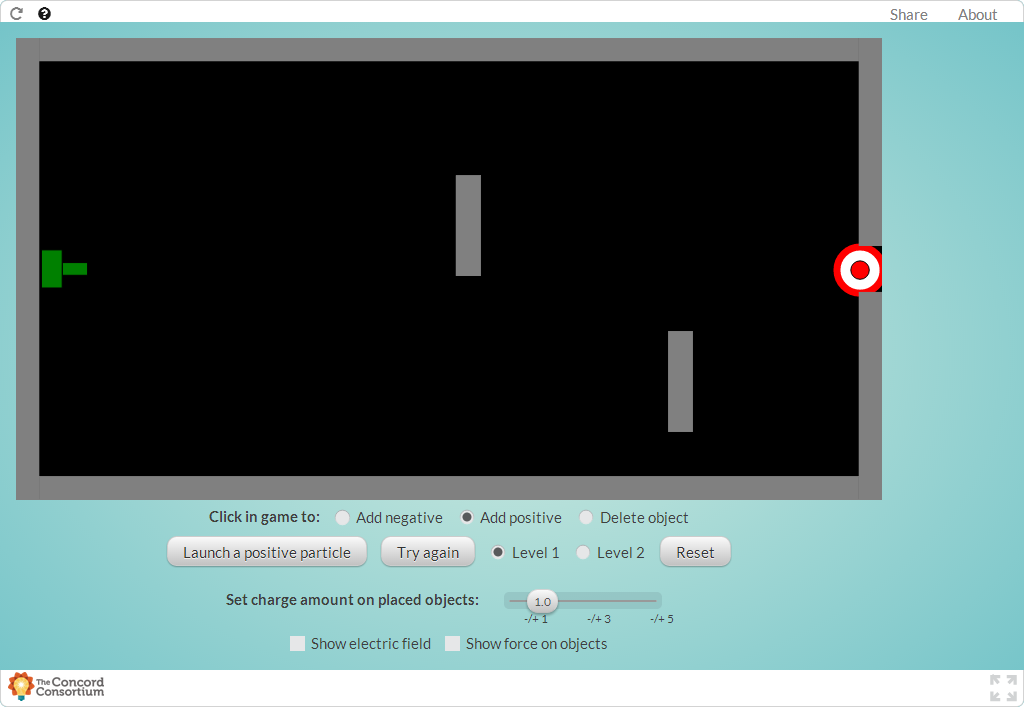 Share About
Click in game to: Add negative Add positive Delete object
Launch a positive particle Try again Level 1 Level 2 Reset
Set charge amount on placed objects: 1.0
-/+ 1 -/+ 3 -/+ 5
Show electric field Show force on objects
The Concord
Consortium